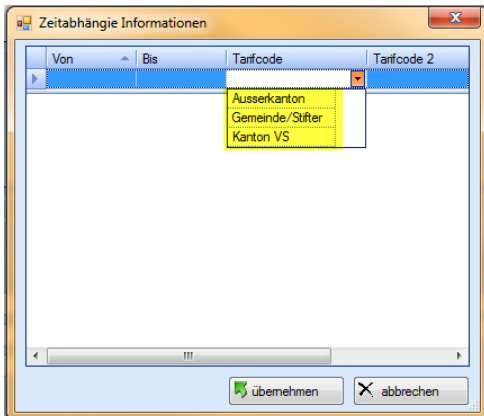 Zeitabhängie Informationen
Von Bis Tarifcode Tarifcode 2
Ausserkanton
Gemeinde/Stifter
Kanton VS
übernehmen abbrechen